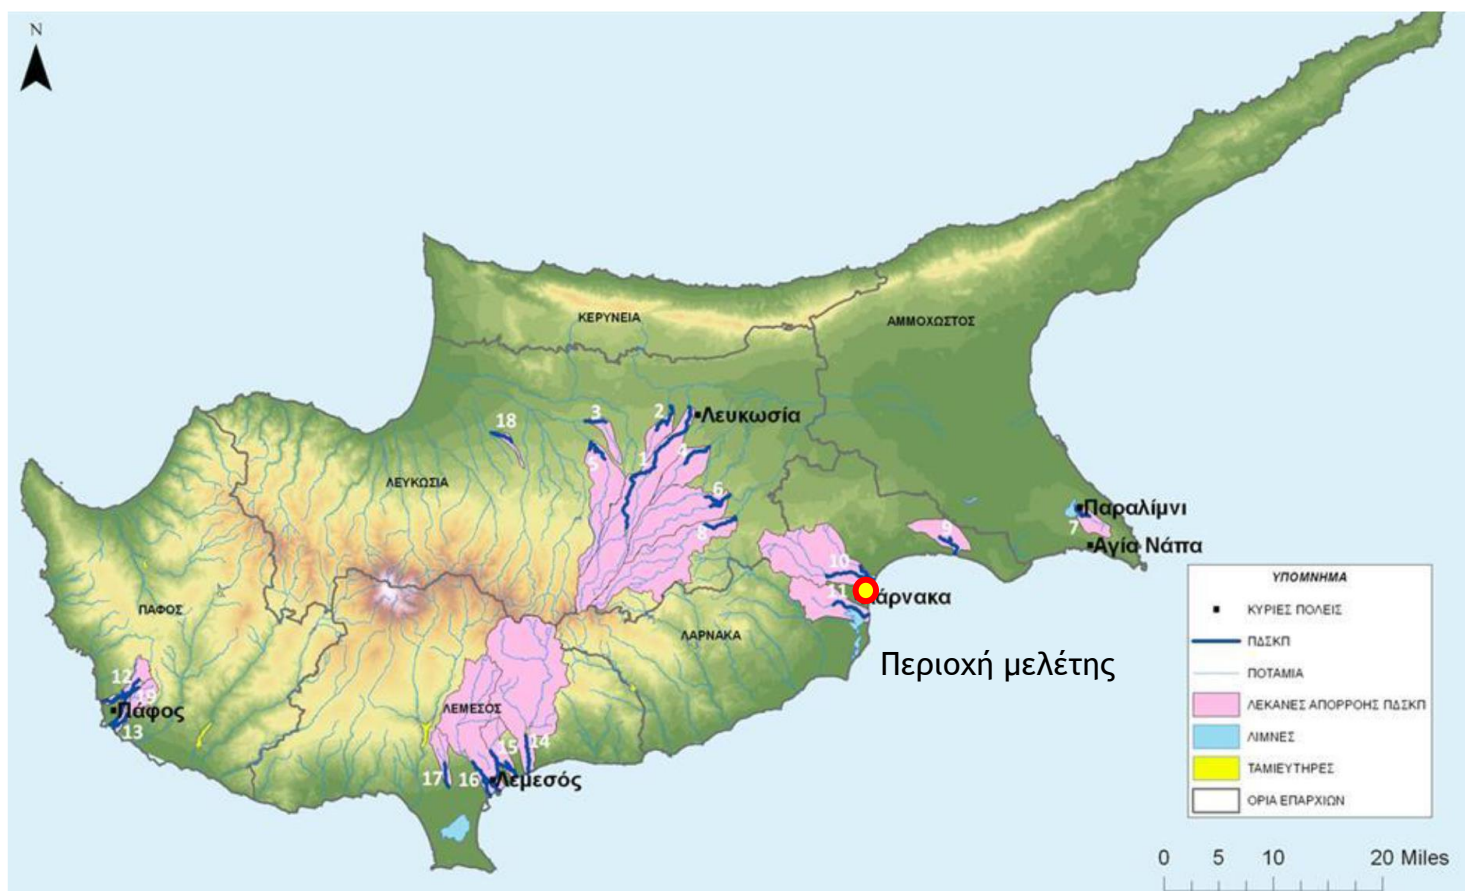 N
ΚΕΡΥΝΕΙΑ
ΑΜΜΟΧΩΣΤΟΣ
18
3
2
Λευκωσία
5
1
4
ΛΕΥΚΩΣΙΑ
6
8
9
Παραλίμνι
7
Αγία Νάπα
10
11
άρνακα
ΠΑΦΟΣ
ΛΑΡΝΑΚΑ
Περιοχή μελέτης
12
19
Πάφος
13
ΛΕΜΕΣΟΣ
15
14
17
16
Λεμεσός
ΥΠΟΜΝΗΜΑ
ΚΥΡΙΕΣ ΠΟΛΕΙΣ
ΠΔΣΚΠ
ΠΟΤΑΜΙΑ
ΛΕΚΑΝΕΣ ΑΠΟΡΡΟΗΣ ΠΔΣΚΠ
ΛΙΜΝΕΣ
ΤΑΜΙΕΥΤΗΡΕΣ
ΟΡΙΑ ΕΠΑΡΧΙΩΝ
0 5 10 20 Miles